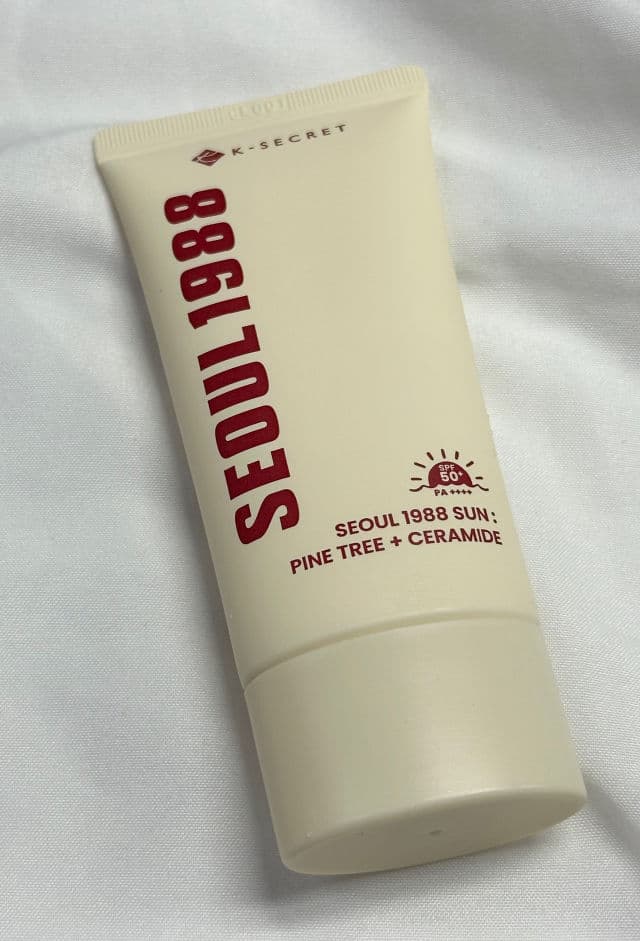 K-SECRET
SEOUL1988
SPF
50+
PA ++++
SEOUL 1988 SUN:
PINE TREE + CERAMIDE